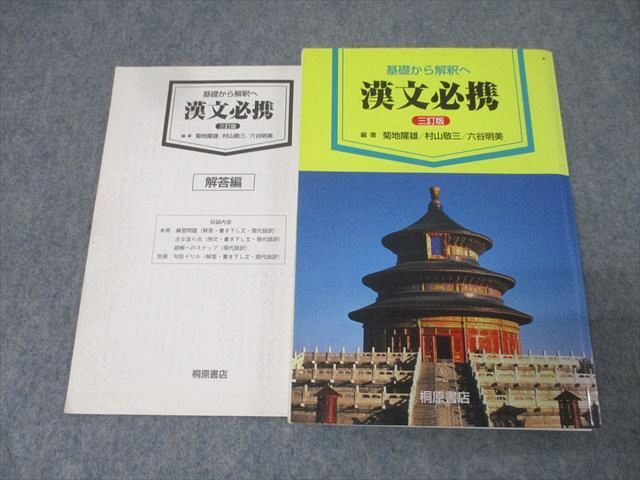 基礎から解釈へ
漢文必携
三訂版
編著 菊地隆雄/村山敬三/六谷明美
解答編
収録内容
本冊 練習問題(解答・書き下し文・現代語訳)
主な送り点(例文・書き下し文・現代語訳)
読解へのステップ(現代語訳)
別冊 句形ドリル(解答・書き下し文・現代語訳)
桐原書店
基礎から解釈へ
漢文必携
三訂版
編著 菊地隆雄/村山敬三/六谷明美
桐原書店